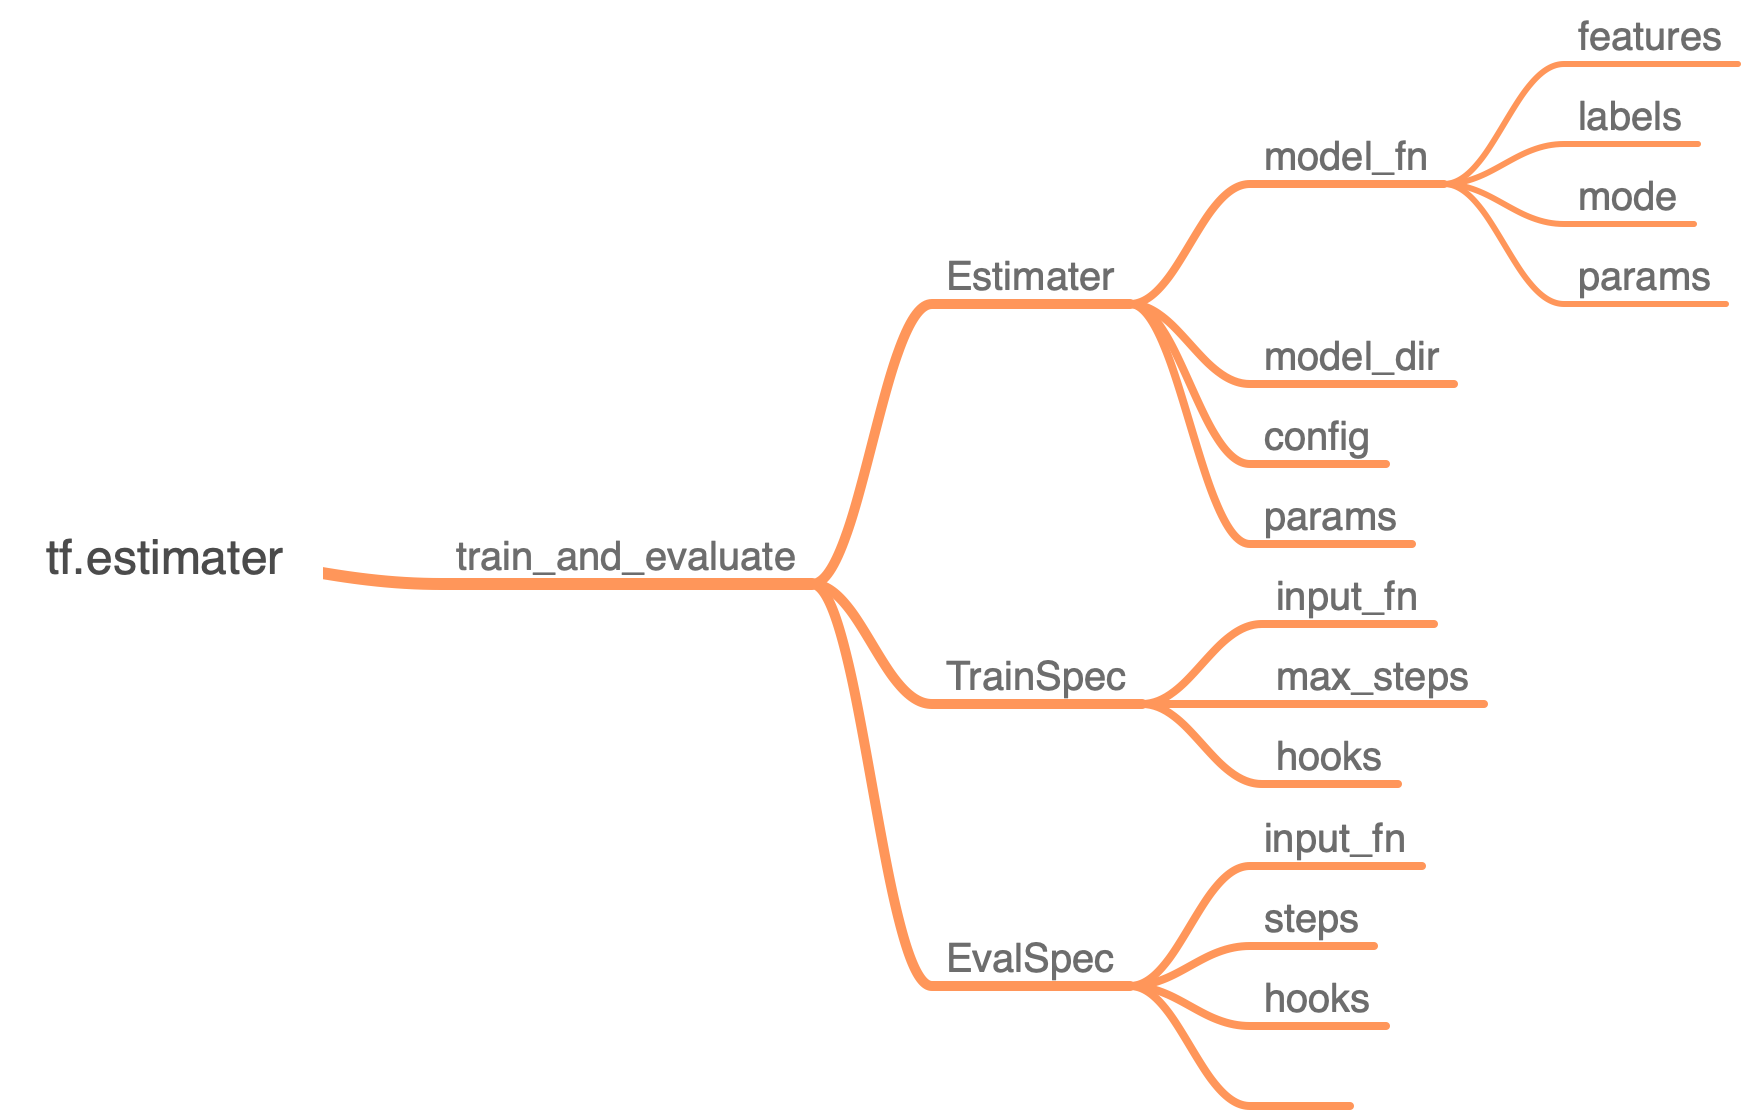 tf.estimater
train_and_evaluate
Estimater
model_fn
features
labels
mode
params
model_dir
config
params
TrainSpec
input_fn
max_steps
hooks
EvalSpec
input_fn
steps
hooks